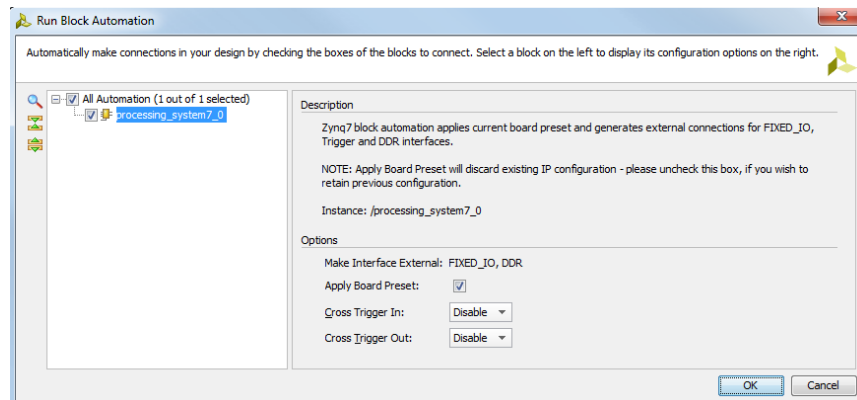 Run Block Automation
Automatically make connections in your design by checking the boxes of the blocks to connect. Select a block on the left to display its configuration options on the right.
All Automation (1 out of 1 selected)
processing_system7_0
Description
Zynq7 block automation applies current board preset and generates external connections for FIXED_IO,
Trigger and DDR interfaces.
NOTE: Apply Board Preset will discard existing IP configuration - please uncheck this box, if you wish to
retain previous configuration.
Instance: /processing_system7_0
Options
Make Interface External: FIXED_IO, DDR
Apply Board Preset:
Cross Trigger In: Disable
Cross Trigger Out: Disable
OK Cancel